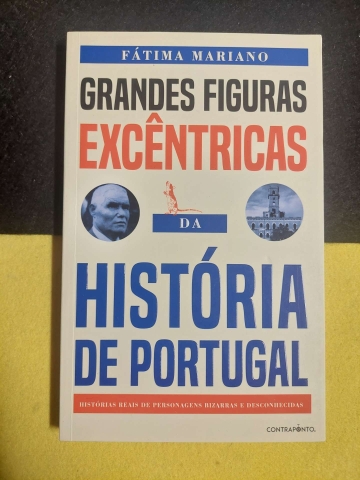 FÁTIMA MARIANO
GRANDES FIGURAS
EXCÊNTRICAS
DA
HISTÓRIA
DE PORTUGAL
HISTÓRIAS REAIS DE PERSONAGENS BIZARRAS E DESCONHECIDAS
CONTRAPONTO.